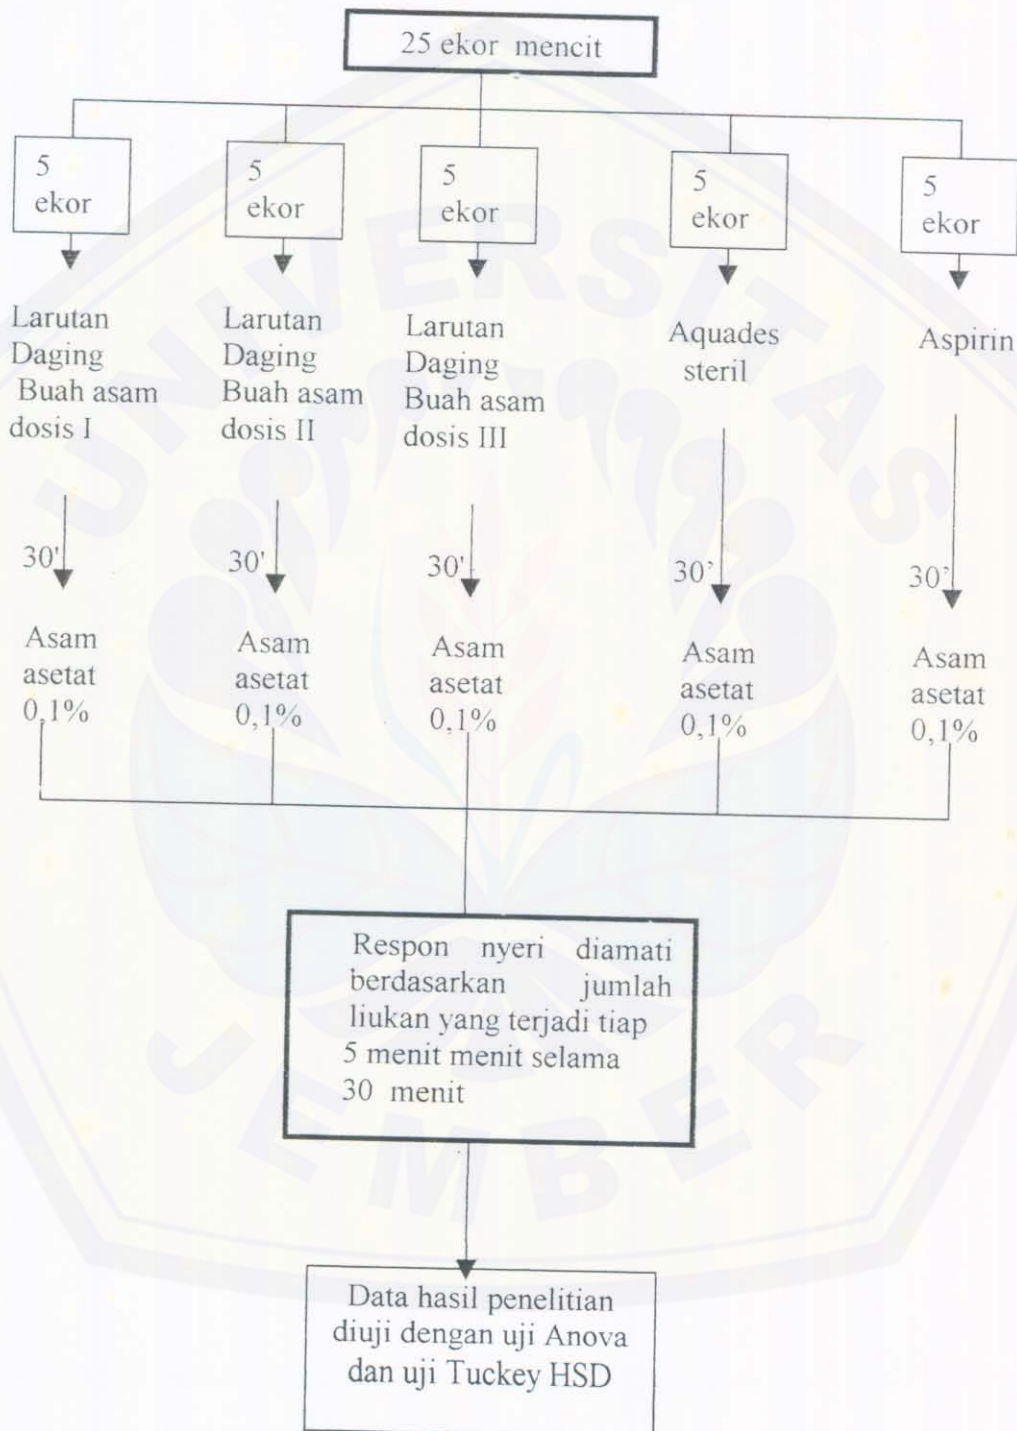 25 ekor mencit
5
ekor
5
ekor
5
ekor
5
ekor
5
ekor
Larutan
Daging
Buah asam
dosis I
Larutan
Daging
Buah asam
dosis II
Larutan
Daging
Buah asam
dosis III
Aquades
steril
Aspirin
30'
30'
30'
30'
30'
Asam
asetat
0,1%
Asam
asetat
0,1%
Asam
asetat
0,1%
Asam
asetat
0,1%
Asam
asetat
0,1%
Respon nyeri diamati
berdasarkan jumlah
liukan yang terjadi tiap
5 menit menit selama
30 menit
Data hasil penelitian
diuji dengan uji Anova
dan uji Tuckey HSD
UNIVERSITAS
JEMBER